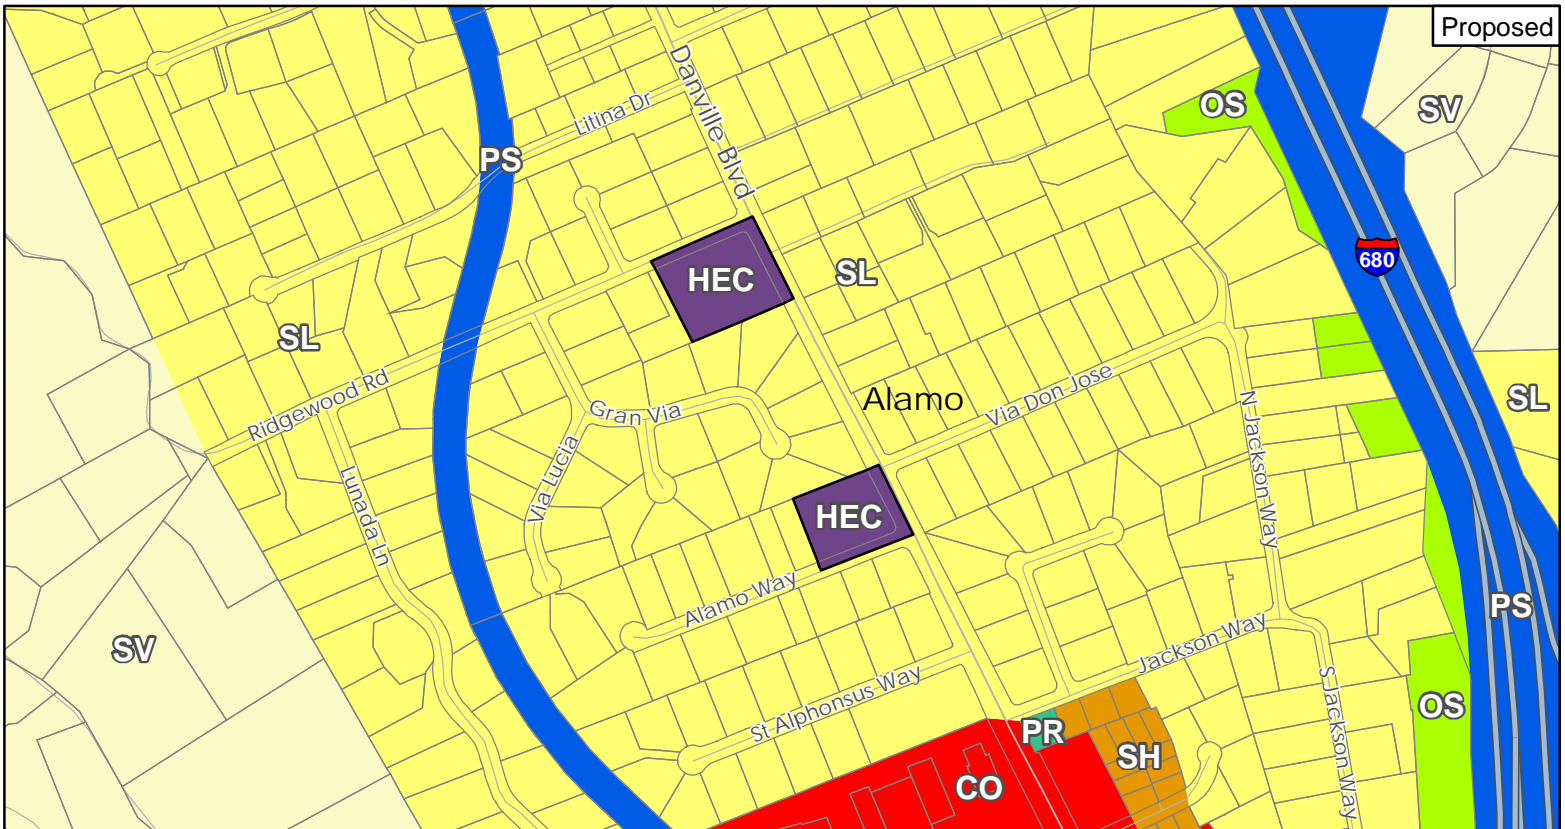 Proposed
Danville Blvd
OS
SV
Litina Dr
PS
680
HEC
SL
SL
Alamo
Via Don Jose
N Jackson Way
SL
Ridgewood Rd
Gran Via
Via Lucia
Lunada Ln
HEC
Alamo Way
PS
Jackson Way
SV
St Alphonsus Way
S Jackson Way
OS
PR
SH
CO